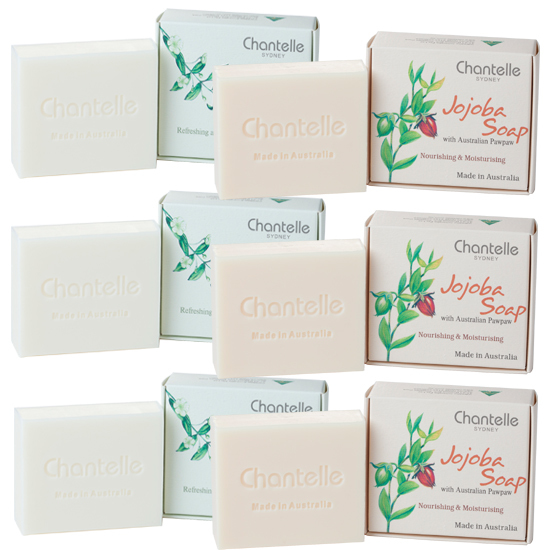 Chantelle
Made in Australia
Chantelle
SYDNEY
Refreshing
Chantelle
Made in Australia
Chantelle
SYDNEY
Jojoba
Soap
with Australian Pawpaw
Nourishing & Moisturising
Made in Australia
Chantelle
Made in Australia
Chantelle
SYDNEY
Refreshing
Chantelle
Made in Australia
Chantelle
SYDNEY
Jojoba
Soap
with Australian Pawpaw
Nourishing & Moisturising
Made in Australia
Chantelle
Made in Australia
Chantelle
SYDNEY
Refreshing
Chantelle
Made in Australia
Chantelle
SYDNEY
Jojoba
Soap
with Australian Pawpaw
Nourishing & Moisturising
Made in Australia